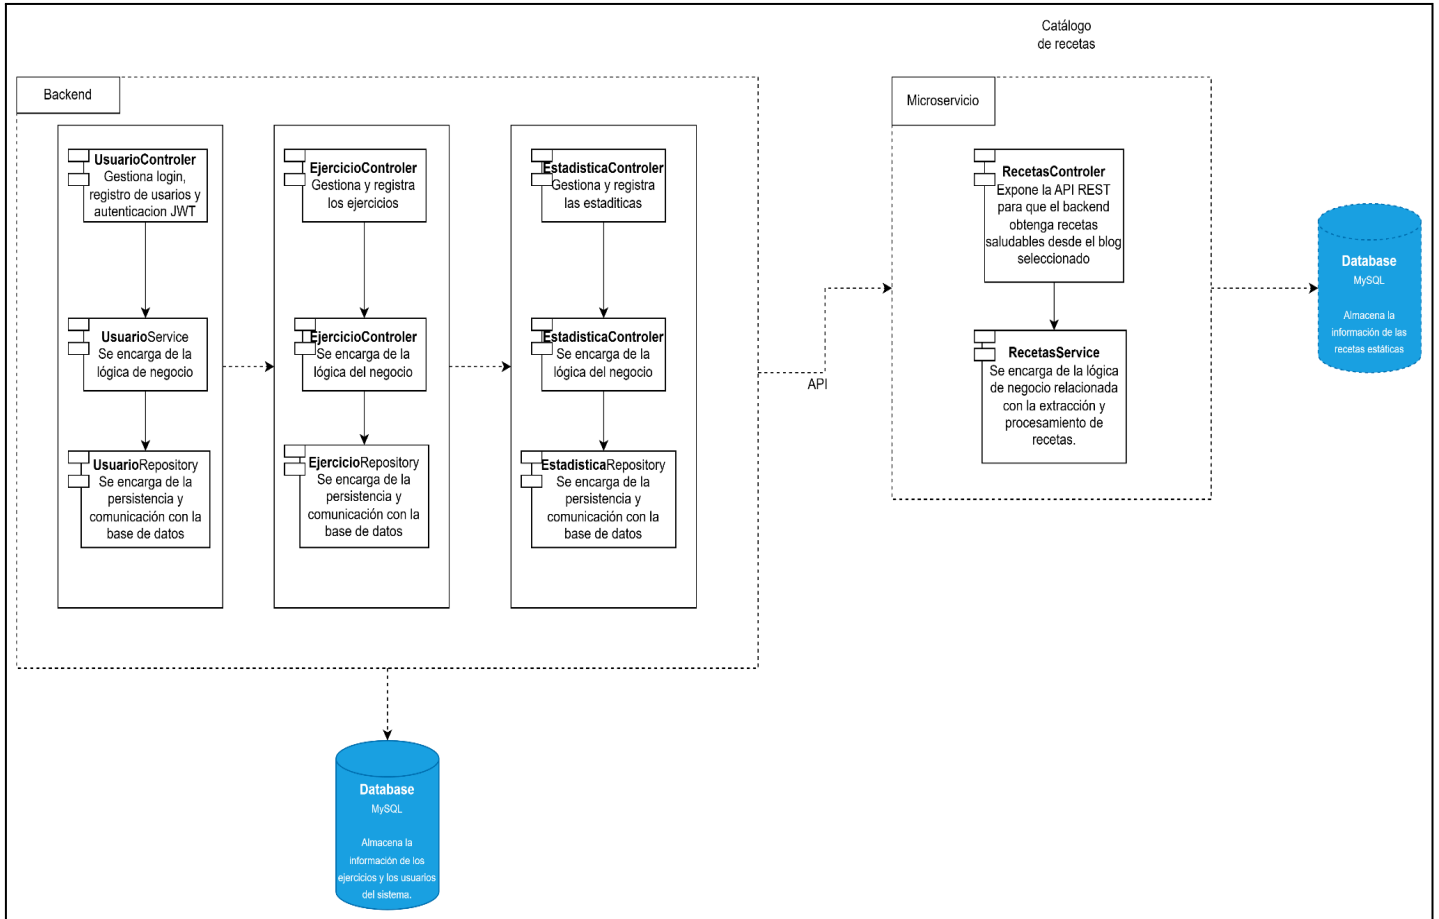 Catálogo
de recetas
Backend
UsuarioControler
Gestiona login,
registro de usarios y
autenticacion JWT
EjercicioControler
Gestiona y registra
los ejercicios
EstadisticaControler
Gestiona y registra
las estaditicas
UsuarioService
Se encarga de la
lógica de negocio
EjercicioControler
Se encarga de la
lógica del negocio
EstadisticaControler
Se encarga de la
lógica del negocio
UsuarioRepository
Se encarga de la
persistencia y
comunicación con la
base de datos
EjercicioRepository
Se encarga de la
persistencia y
comunicación con la
base de datos
EstadisticaRepository
Se encarga de la
persistencia y
comunicación con la
base de datos
API
Microservicio
RecetasControler
Expone la API REST
para que el backend
obtenga recetas
saludables desde el blog
seleccionado
RecetasService
Se encarga de la lógica
de negocio relacionada
con la extracción y
procesamiento de
recetas.
Database
MySQL
Almacena la
información de las
recetas estáticas
Database
MySQL
Almacena la
información de los
ejercicios y los usuarios
del sistema.